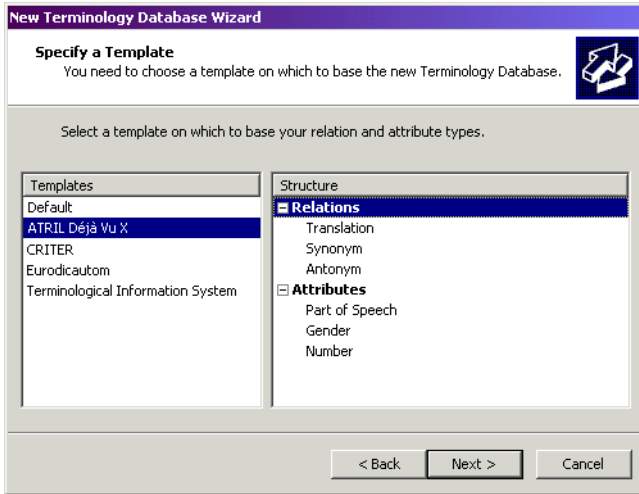 New Terminology Database Wizard
Specify a Template
You need to choose a template on which to base the new Terminology Database.
Select a template on which to base your relation and attribute types.
Templates
Default
ATRIL Déjà Vu X
CRITER
Eurodicautom
Terminological Information System
Structure
Relations
Translation
Synonym
Antonym
Attributes
Part of Speech
Gender
Number
< Back
Next >
Cancel